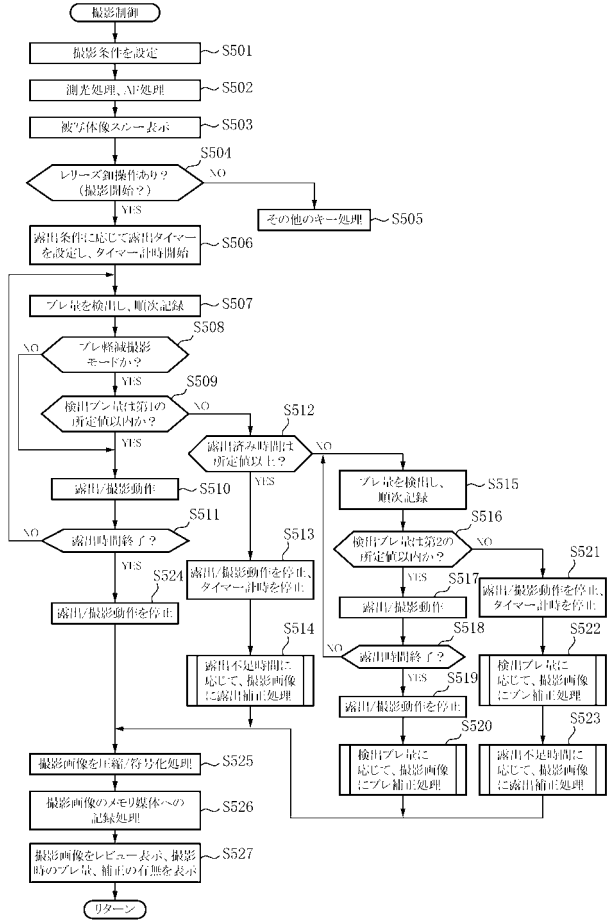 撮影制御
撮影条件を設定
S501
測光処理、AF処理
S502
被写体像スルー表示
S503
レリーズ釦操作あり？
(撮影開始？)
S504
NO
YES
その他のキー処理
S505
露出条件に応じて露出タイマー
を設定し、タイマー計時開始
S506
ブレ量を検出し、順次記録
S507
ブレ軽減撮影
モードか？
S508
NO
YES
検出ブレ量は第1の
所定値以内か？
S509
NO
YES
露出/撮影動作
S510
露出時間終了？
S511
NO
YES
露出/撮影動作を停止
S524
露出済み時間は
所定値以上？
S512
NO
YES
露出/撮影動作を停止、
タイマー計時を停止
S513
露出不足時間に
応じて、撮影画像
に露出補正処理
S514
ブレ量を検出し、
順次記録
S515
検出ブレ量は第2の
所定値以内か？
S516
NO
YES
露出/撮影動作
S517
露出時間終了？
S518
NO
YES
露出/撮影動作を停止
S519
検出ブレ量に
応じて、撮影画像
にブレ補正処理
S520
露出/撮影動作を停止、
タイマー計時を停止
S521
検出ブレ量に
応じて、撮影画像
にブレ補正処理
S522
露出不足時間に
応じて、撮影画像
に露出補正処理
S523
撮影画像を圧縮/符号化処理
S525
撮影画像のメモリ媒体への
記録処理
S526
撮影画像をレビュー表示、撮影
時のブレ量、補正の有無を表示
S527
リターン